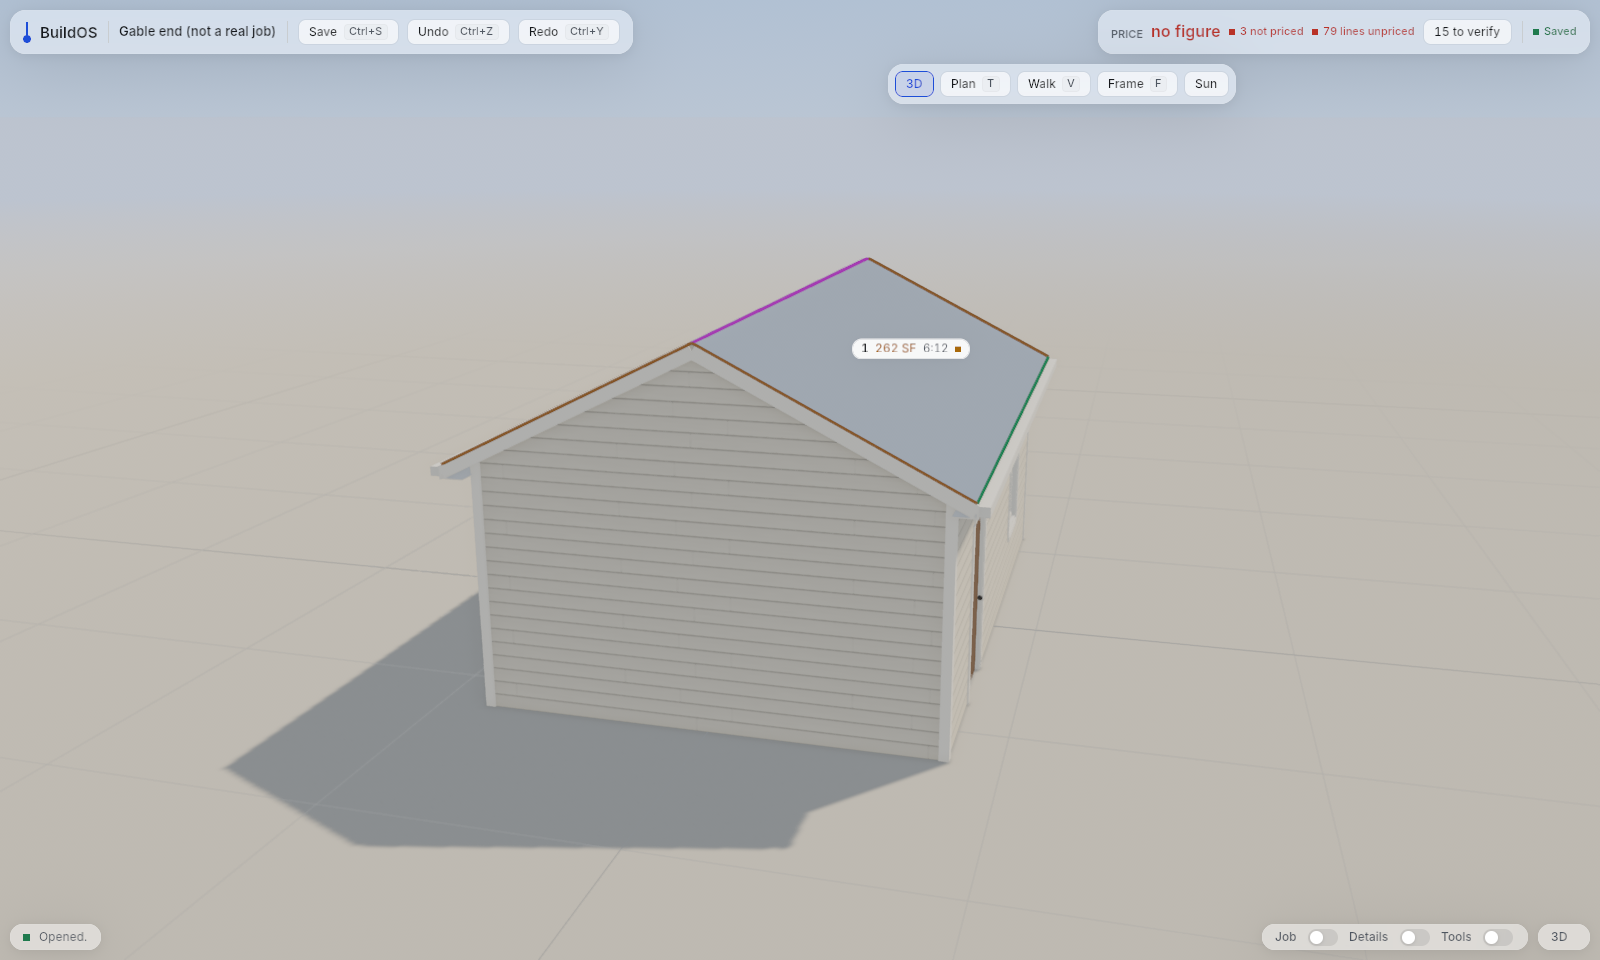 BuildOS Gable end (not a real job) Save Ctrl+S Undo Ctrl+Z Redo Ctrl+Y
PRICE no figure 3 not priced 79 lines unpriced 15 to verify Saved
3D Plan T Walk V Frame F Sun
1 262 SF 6:12
Opened.
Job Details Tools 3D